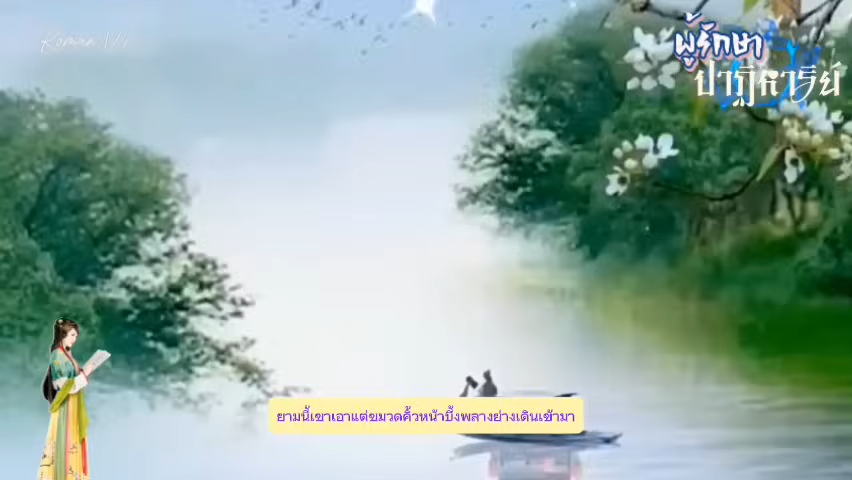 ผู้รักษา
ปาฏิหาริย์
ยามนี้เขาเอาแต่ขมวดคิ้วหน้าบึ้งพลางย่างเดินเข้ามา